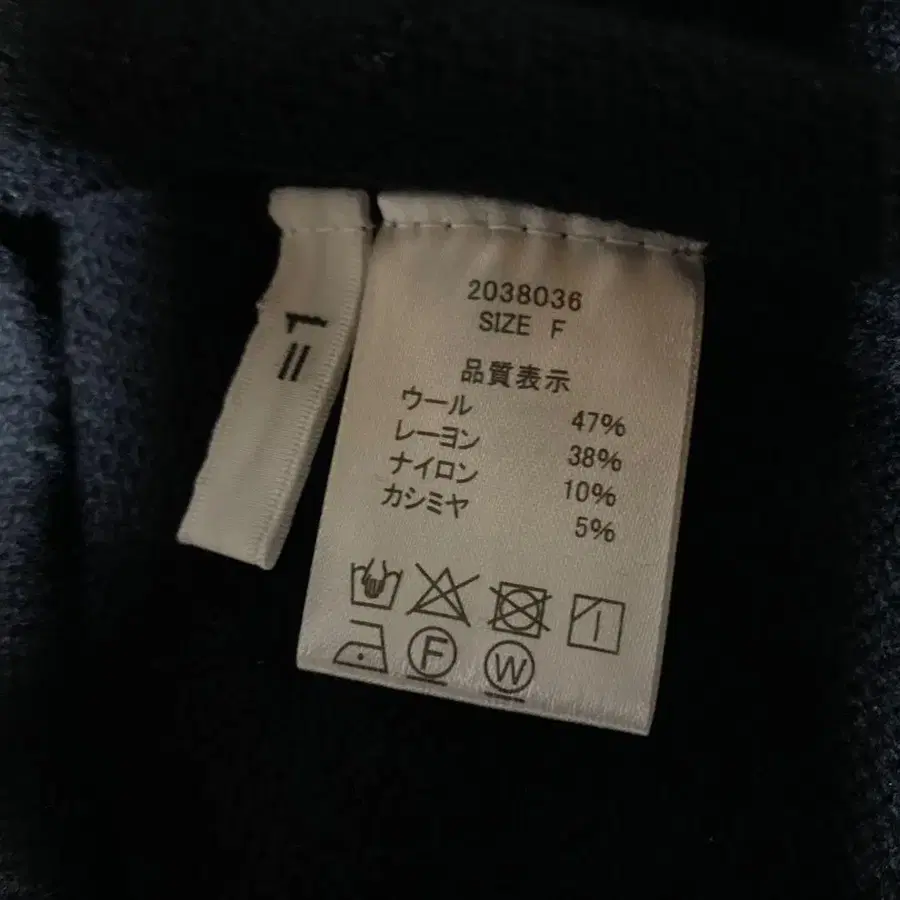 2038036
SIZE F
品質表示
ウール 47%
レーヨン 38%
ナイロン 10%
カシミヤ 5%
F
W